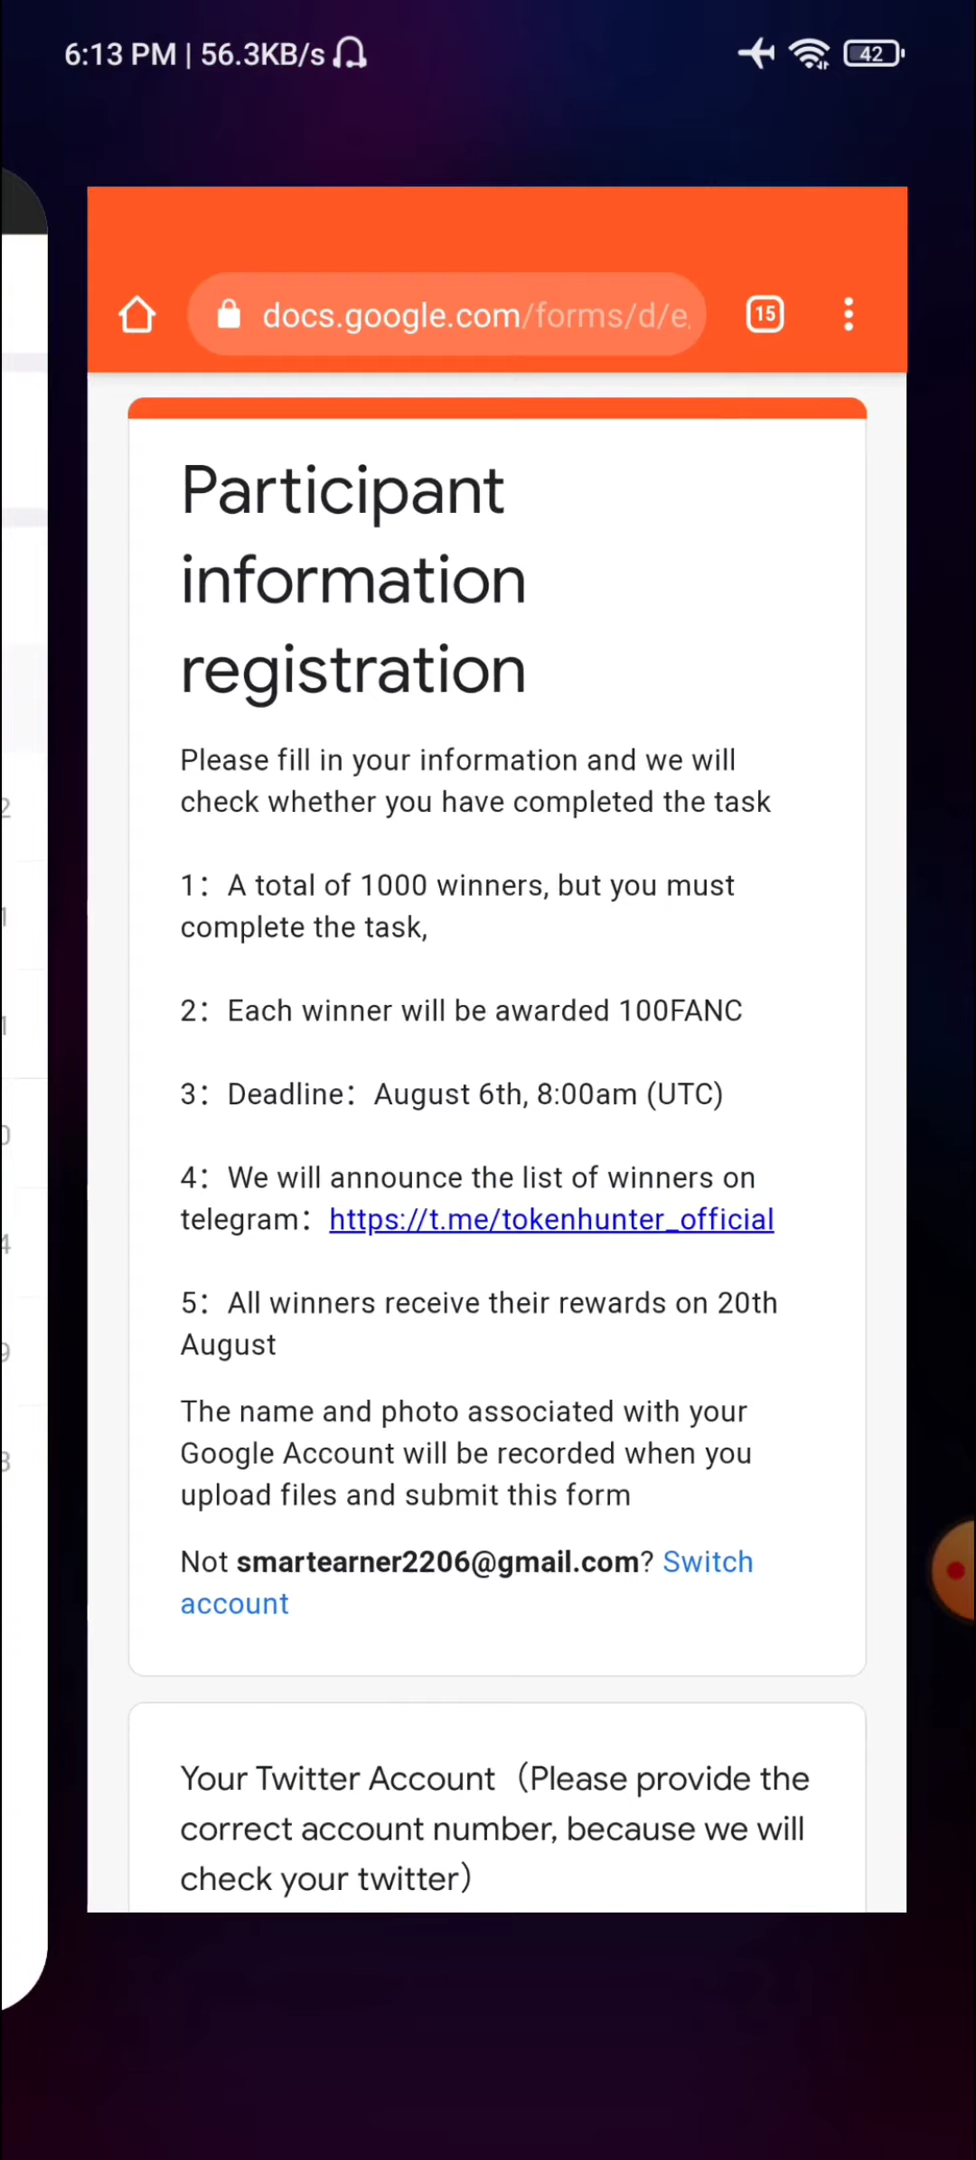 6:13 PM | 56.3KB/s
42
docs.google.com/forms/d/e
15
Participant
information
registration
Please fill in your information and we will
check whether you have completed the task
1：A total of 1000 winners, but you must
complete the task,
2：Each winner will be awarded 100FANC
3：Deadline：August 6th, 8:00am (UTC)
4：We will announce the list of winners on
telegram：https://t.me/tokenhunter_official
5：All winners receive their rewards on 20th
August
The name and photo associated with your
Google Account will be recorded when you
upload files and submit this form
Not smartearner2206@gmail.com? Switch
account
Your Twitter Account（Please provide the
correct account number, because we will
check your twitter）